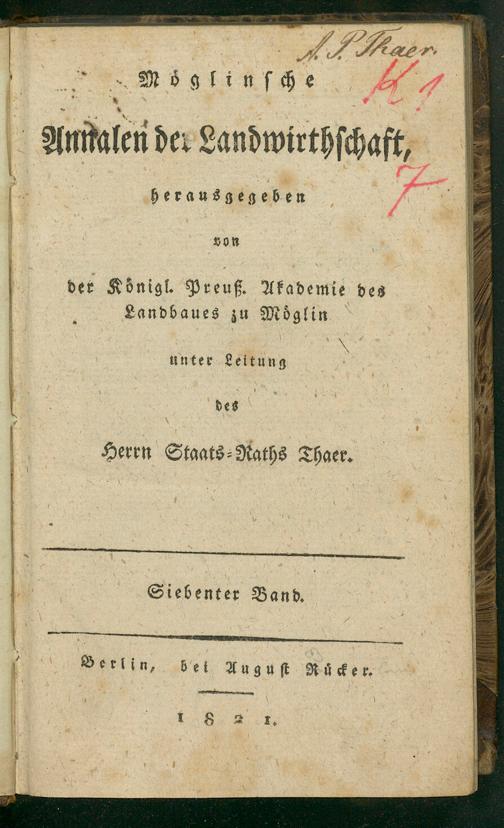 A. P. Thaer.
K 1
7
Möglinsche
Annalen der Landwirthschaft,
herausgegeben
von
der Königl. Preuß. Akademie des
Landbaues zu Möglin
unter Leitung
des
Herrn Staats-Raths Thaer.
Siebenter Band.
Berlin, bei August Rücker.
1821.